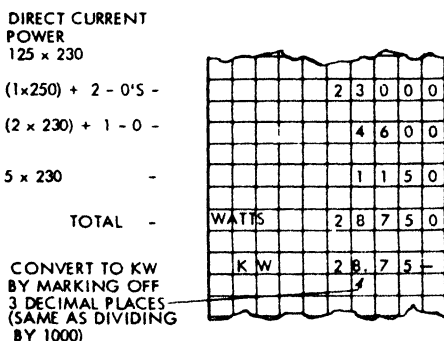 DIRECT CURRENT
POWER
125 x 230
(1x250) + 2 - 0'S - 2 3 0 0 0
(2 x 230) + 1 - 0 - 4 6 0 0
5 x 230 - 1 1 5 0
TOTAL - WATTS 2 8 7 5 0
CONVERT TO KW K W 2 8. 7 5 -
BY MARKING OFF
3 DECIMAL PLACES
(SAME AS DIVIDING
BY 1000)